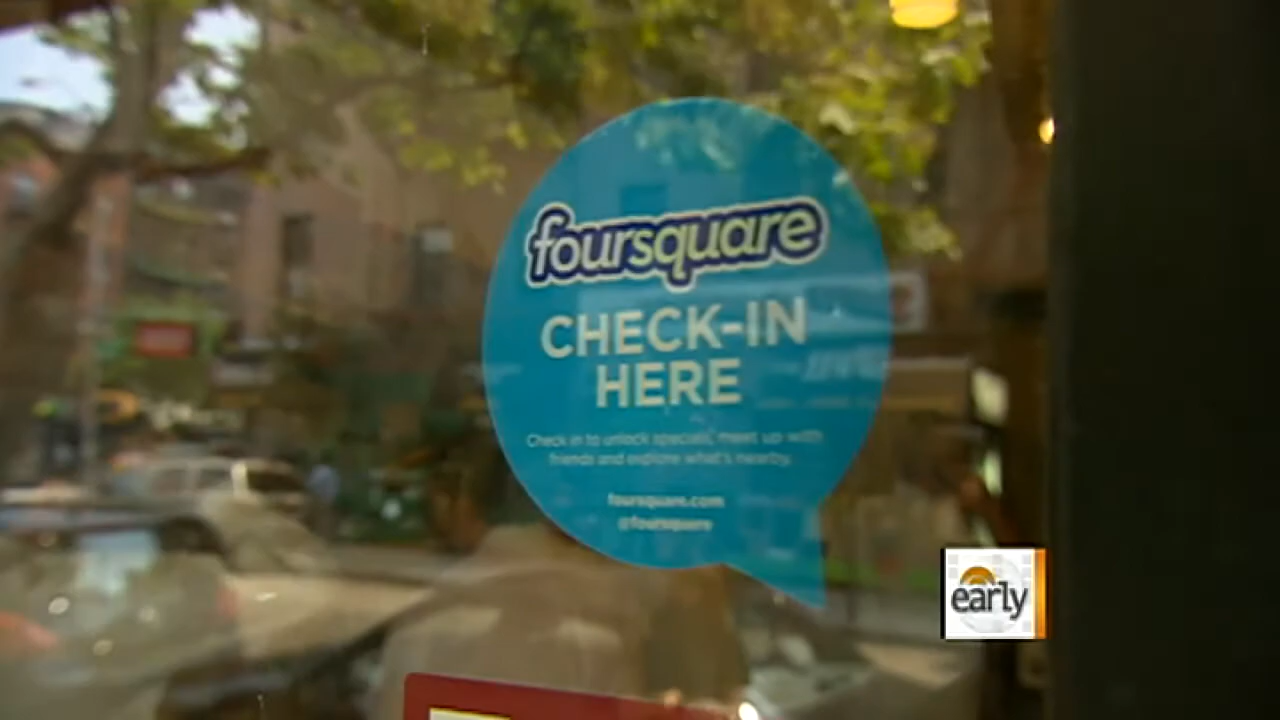 foursquare
CHECK-IN
HERE
Check in to unlock specials, meet up with
friends and explore what's nearby.
foursquare.com
@foursquare
early